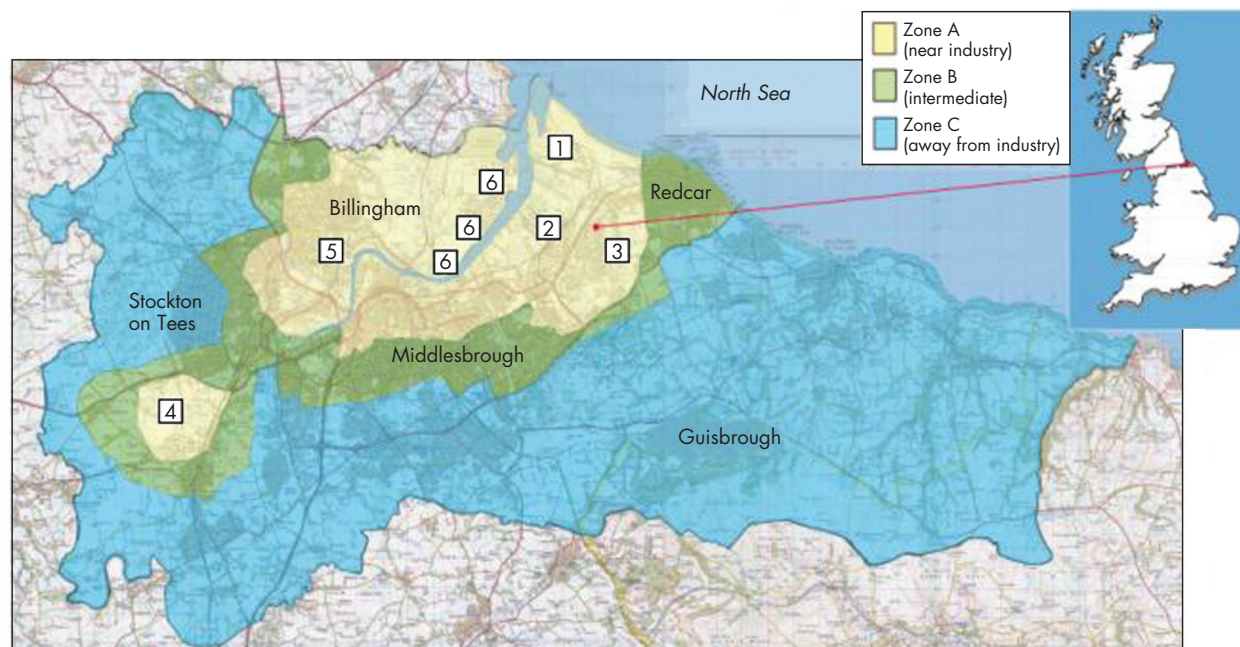 Zone A
(near industry)
Zone B
(intermediate)
Zone C
(away from industry)
North Sea
1
6
Redcar
Billingham
6
2
5
6
3
Stockton
on Tees
Middlesbrough
4
Guisbrough